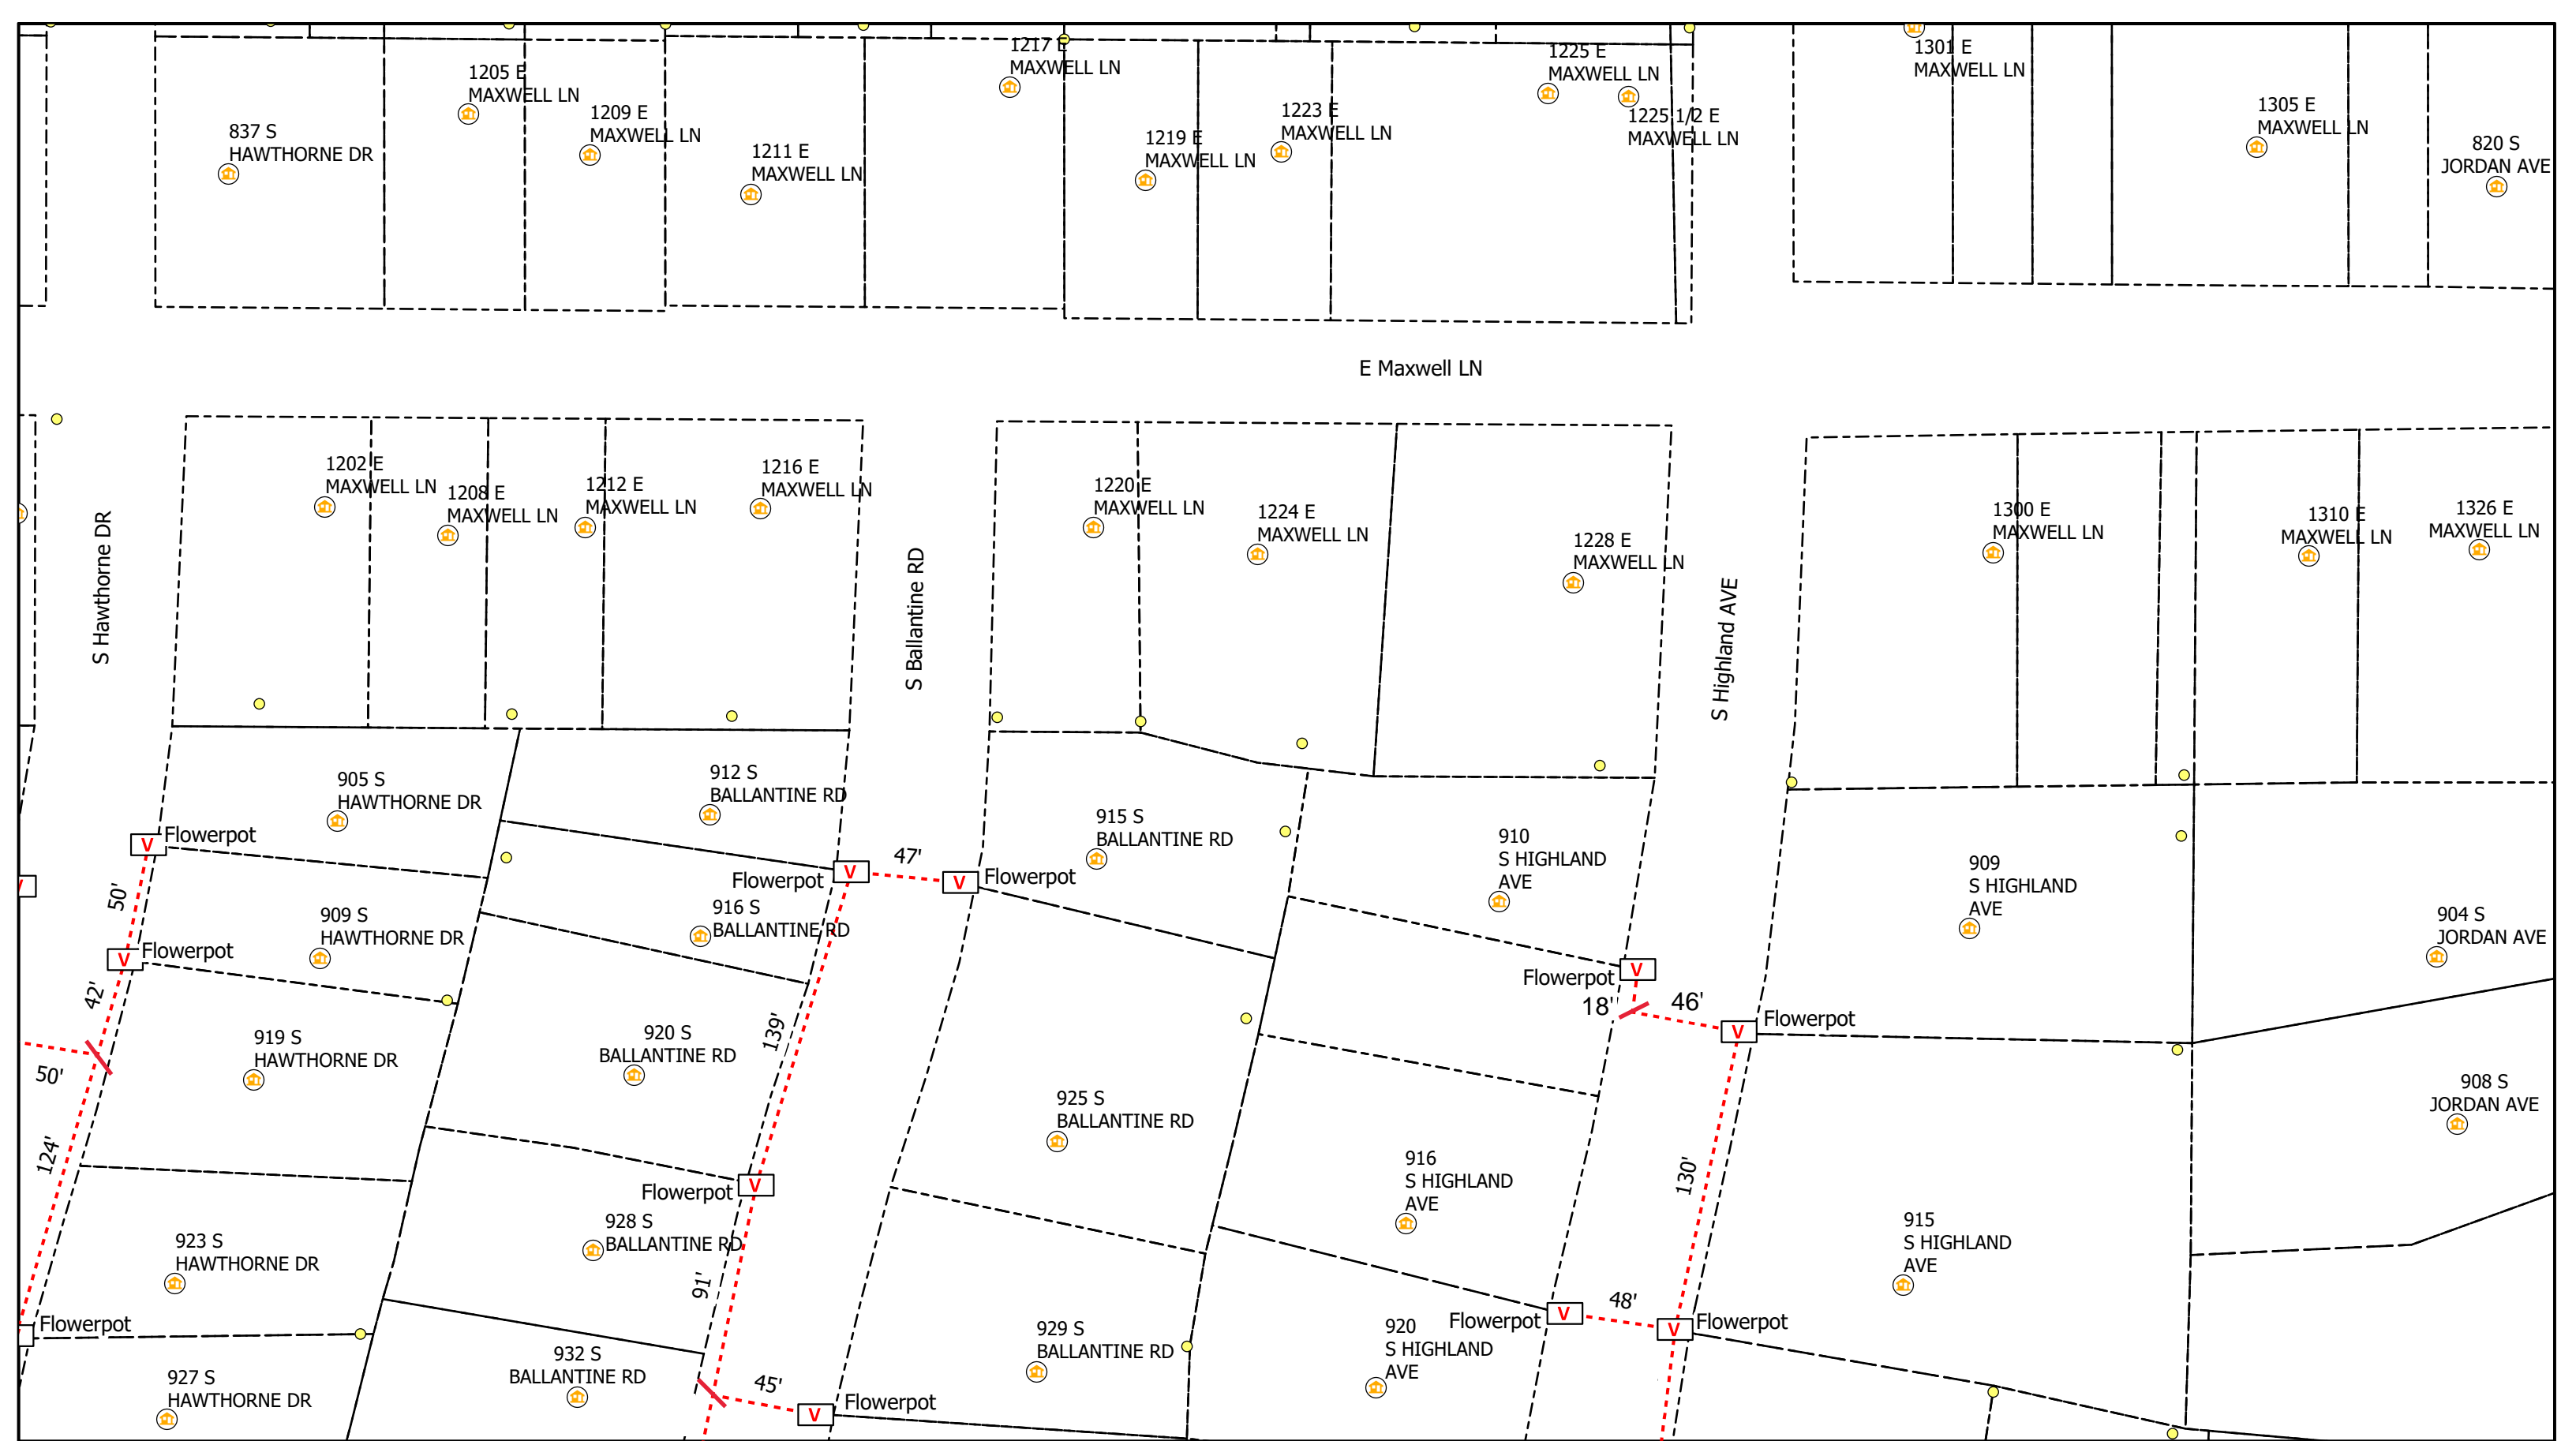 1217 E
MAXWELL LN
1225 E
MAXWELL LN
1301 E
MAXWELL LN
1205 E
MAXWELL LN
1209 E
MAXWELL LN
1223 E
MAXWELL LN
1225 1/2 E
MAXWELL LN
1305 E
MAXWELL LN
837 S
HAWTHORNE DR
1211 E
MAXWELL LN
1219 E
MAXWELL LN
820 S
JORDAN AVE
E Maxwell LN
1202 E
MAXWELL LN
1208 E
MAXWELL LN
1212 E
MAXWELL LN
1216 E
MAXWELL LN
1220 E
MAXWELL LN
1224 E
MAXWELL LN
1228 E
MAXWELL LN
1300 E
MAXWELL LN
1310 E
MAXWELL LN
1326 E
MAXWELL LN
S Hawthorne DR
S Ballantine RD
S Highland AVE
905 S
HAWTHORNE DR
912 S
BALLANTINE RD
915 S
BALLANTINE RD
910
S HIGHLAND
AVE
909
S HIGHLAND
AVE
904 S
JORDAN AVE
V Flowerpot
50'
Flowerpot V
47'
V Flowerpot
909 S
HAWTHORNE DR
916 S
BALLANTINE RD
V Flowerpot
42'
Flowerpot V
18'
46'
V Flowerpot
919 S
HAWTHORNE DR
50'
920 S
BALLANTINE RD
139'
925 S
BALLANTINE RD
908 S
JORDAN AVE
124'
916
S HIGHLAND
AVE
130'
915
S HIGHLAND
AVE
Flowerpot V
923 S
HAWTHORNE DR
928 S
BALLANTINE RD
91'
Flowerpot
929 S
BALLANTINE RD
Flowerpot V
48'
V Flowerpot
920
S HIGHLAND
AVE
927 S
HAWTHORNE DR
932 S
BALLANTINE RD
45'
V Flowerpot